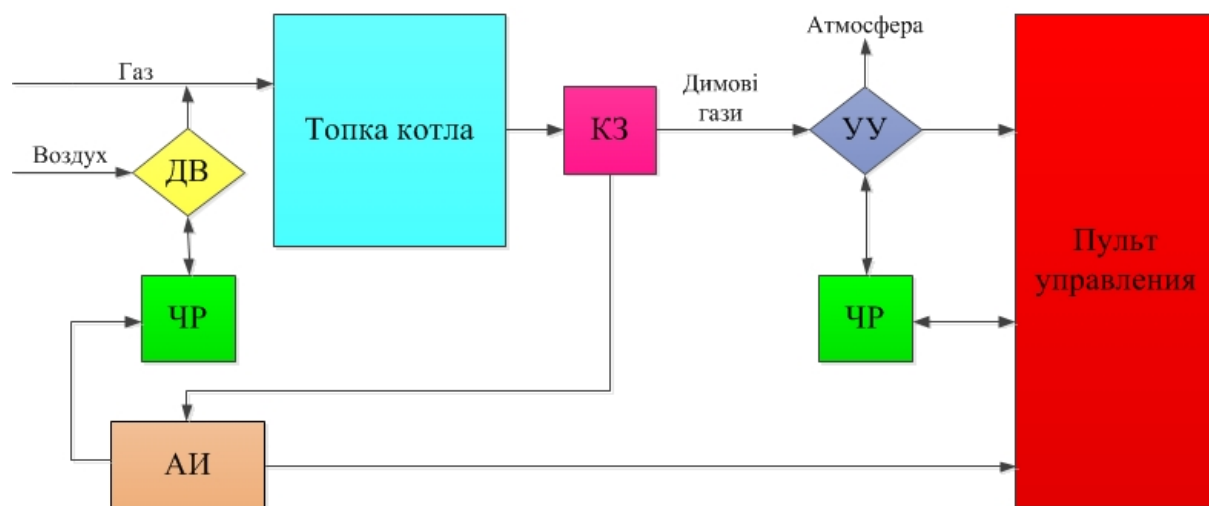 Атмосфера
Газ
Топка котла
КЗ
Димові
гази
УУ
Воздух
ДВ
Пульт
управления
ЧР
ЧР
АИ